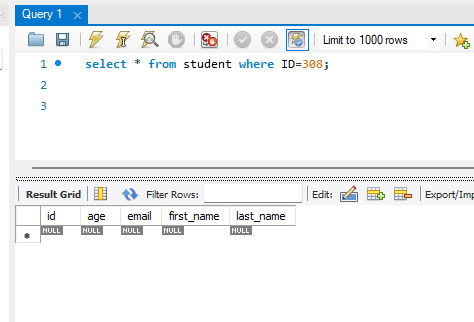 Query 1
Limit to 1000 rows
1 select * from student where ID=308;
2
3
Result Grid Filter Rows: Edit: Export/Imp
id age email first_name last_name
* NULL NULL NULL NULL NULL